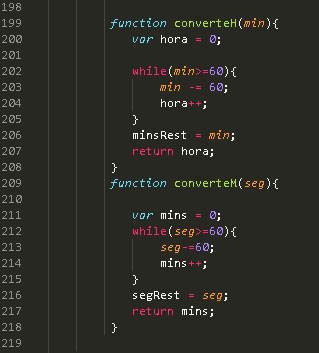 198
199 function converteH(min){
200 var hora = 0;
201
202 while(min>=60){
203 min -= 60;
204 hora++;
205 }
206 minsRest = min;
207 return hora;
208 }
209 function converteM(seg){
210
211 var mins = 0;
212 while(seg>=60){
213 seg-=60;
214 mins++;
215 }
216 segRest = seg;
217 return mins;
218 }
219